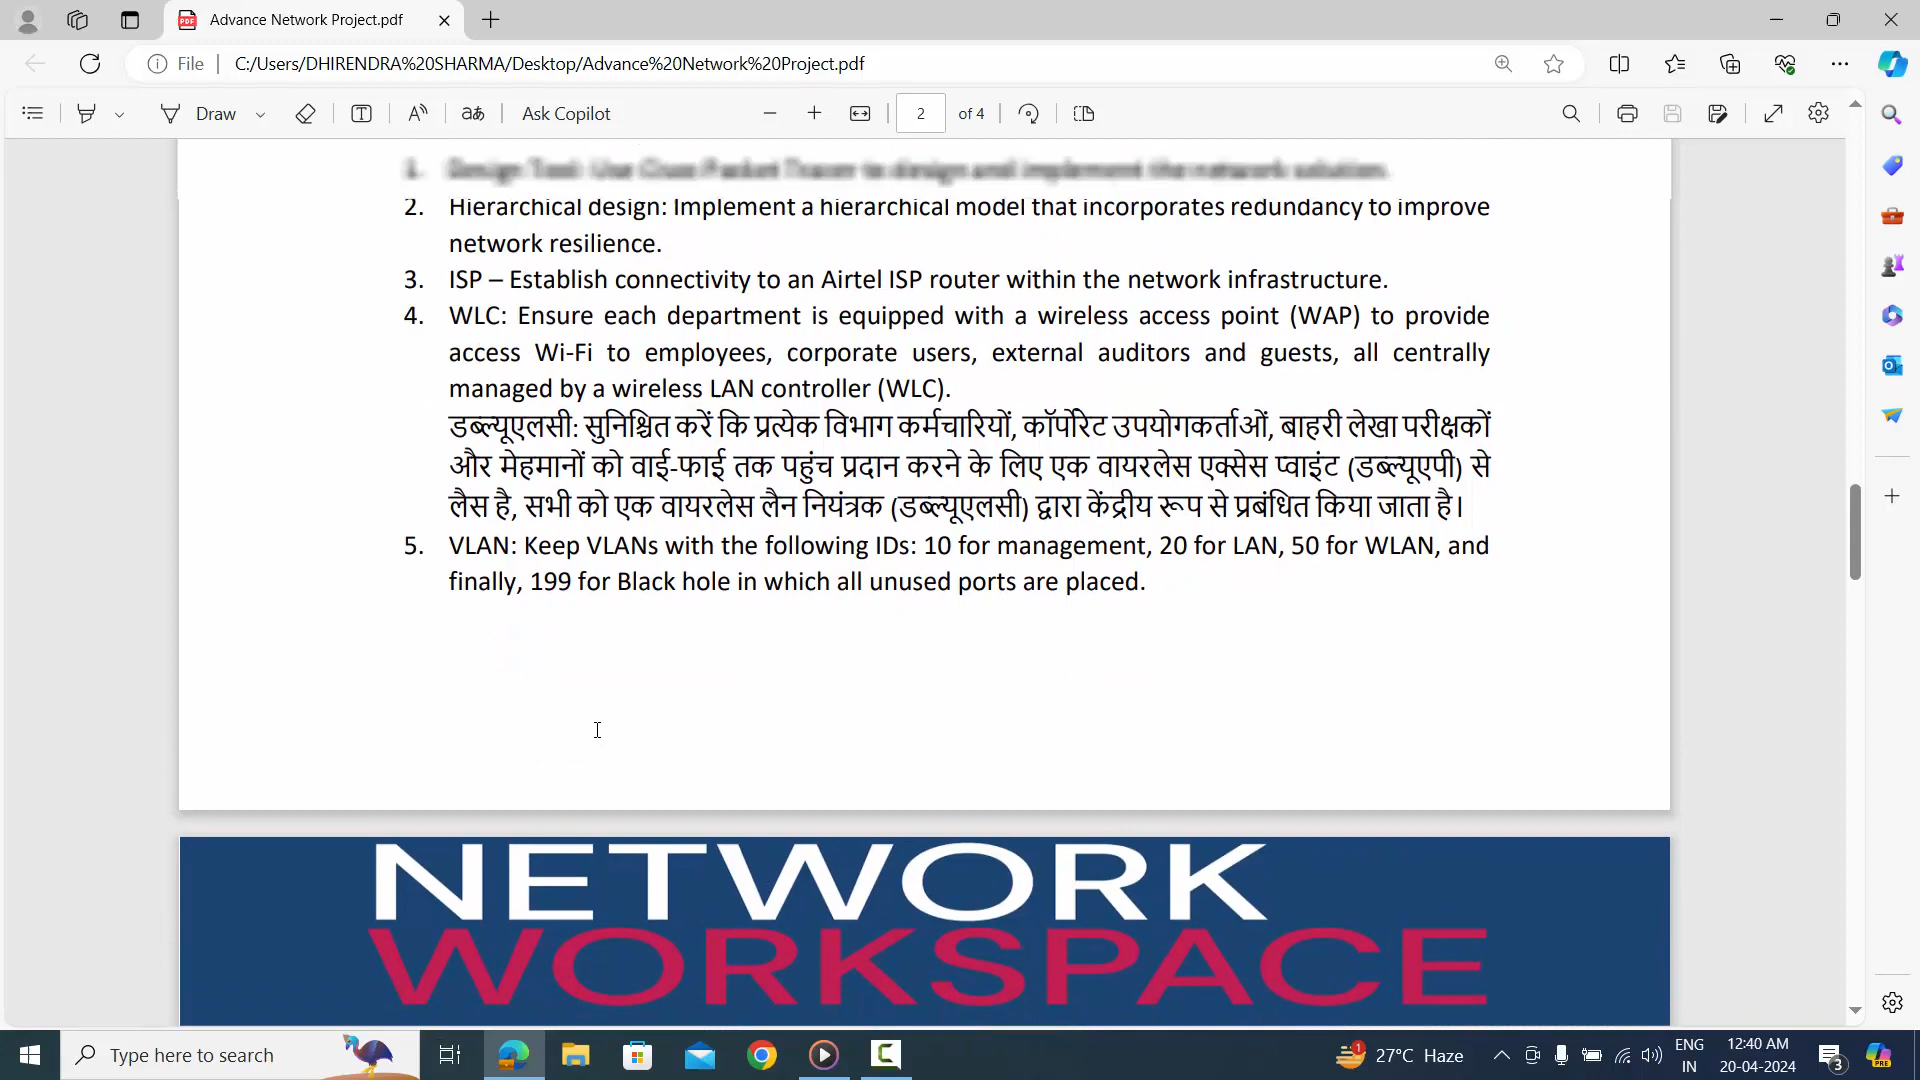 Advance Network Project.pdf
File
C:/Users/DHIRENDRA%20SHARMA/Desktop/Advance%20Network%20Project.pdf
Draw
Ask Copilot
2 of 4
2. Hierarchical design: Implement a hierarchical model that incorporates redundancy to improve
network resilience.
3. ISP – Establish connectivity to an Airtel ISP router within the network infrastructure.
4. WLC: Ensure each department is equipped with a wireless access point (WAP) to provide
access Wi-Fi to employees, corporate users, external auditors and guests, all centrally
managed by a wireless LAN controller (WLC).
डब्ल्यूएलसी: सुनिश्चित करें कि प्रत्येक विभाग कर्मचारियों, कॉर्पोरेट उपयोगकर्ताओं, बाहरी लेखा परीक्षकों
और मेहमानों को वाई-फाई तक पहुंच प्रदान करने के लिए एक वायरलेस एक्सेस प्वाइंट (डब्ल्यूएपी) से
लैस है, सभी को एक वायरलेस लैन नियंत्रक (डब्ल्यूएलसी) द्वारा केंद्रीय रूप से प्रबंधित किया जाता है।
5. VLAN: Keep VLANs with the following IDs: 10 for management, 20 for LAN, 50 for WLAN, and
finally, 199 for Black hole in which all unused ports are placed.
NETWORK
WORKSPACE
Type here to search
27°C Haze
ENG
IN
12:40 AM
20-04-2024
3